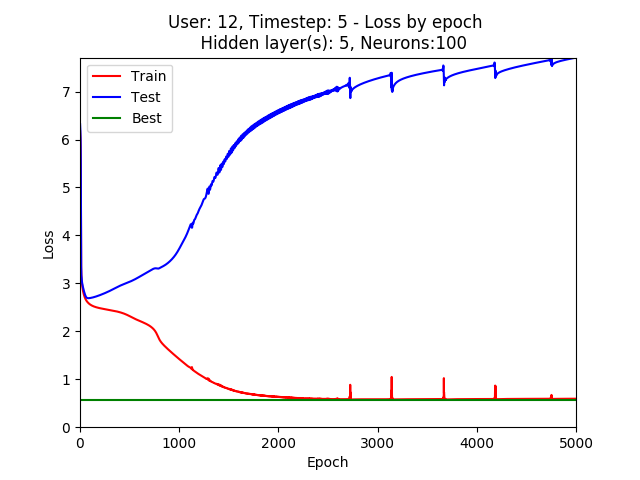 User: 12, Timestep: 5 - Loss by epoch
Hidden layer(s): 5, Neurons:100
Train
Test
Best
7
6
5
4
3
2
1
0
Loss
0 1000 2000 3000 4000 5000
Epoch